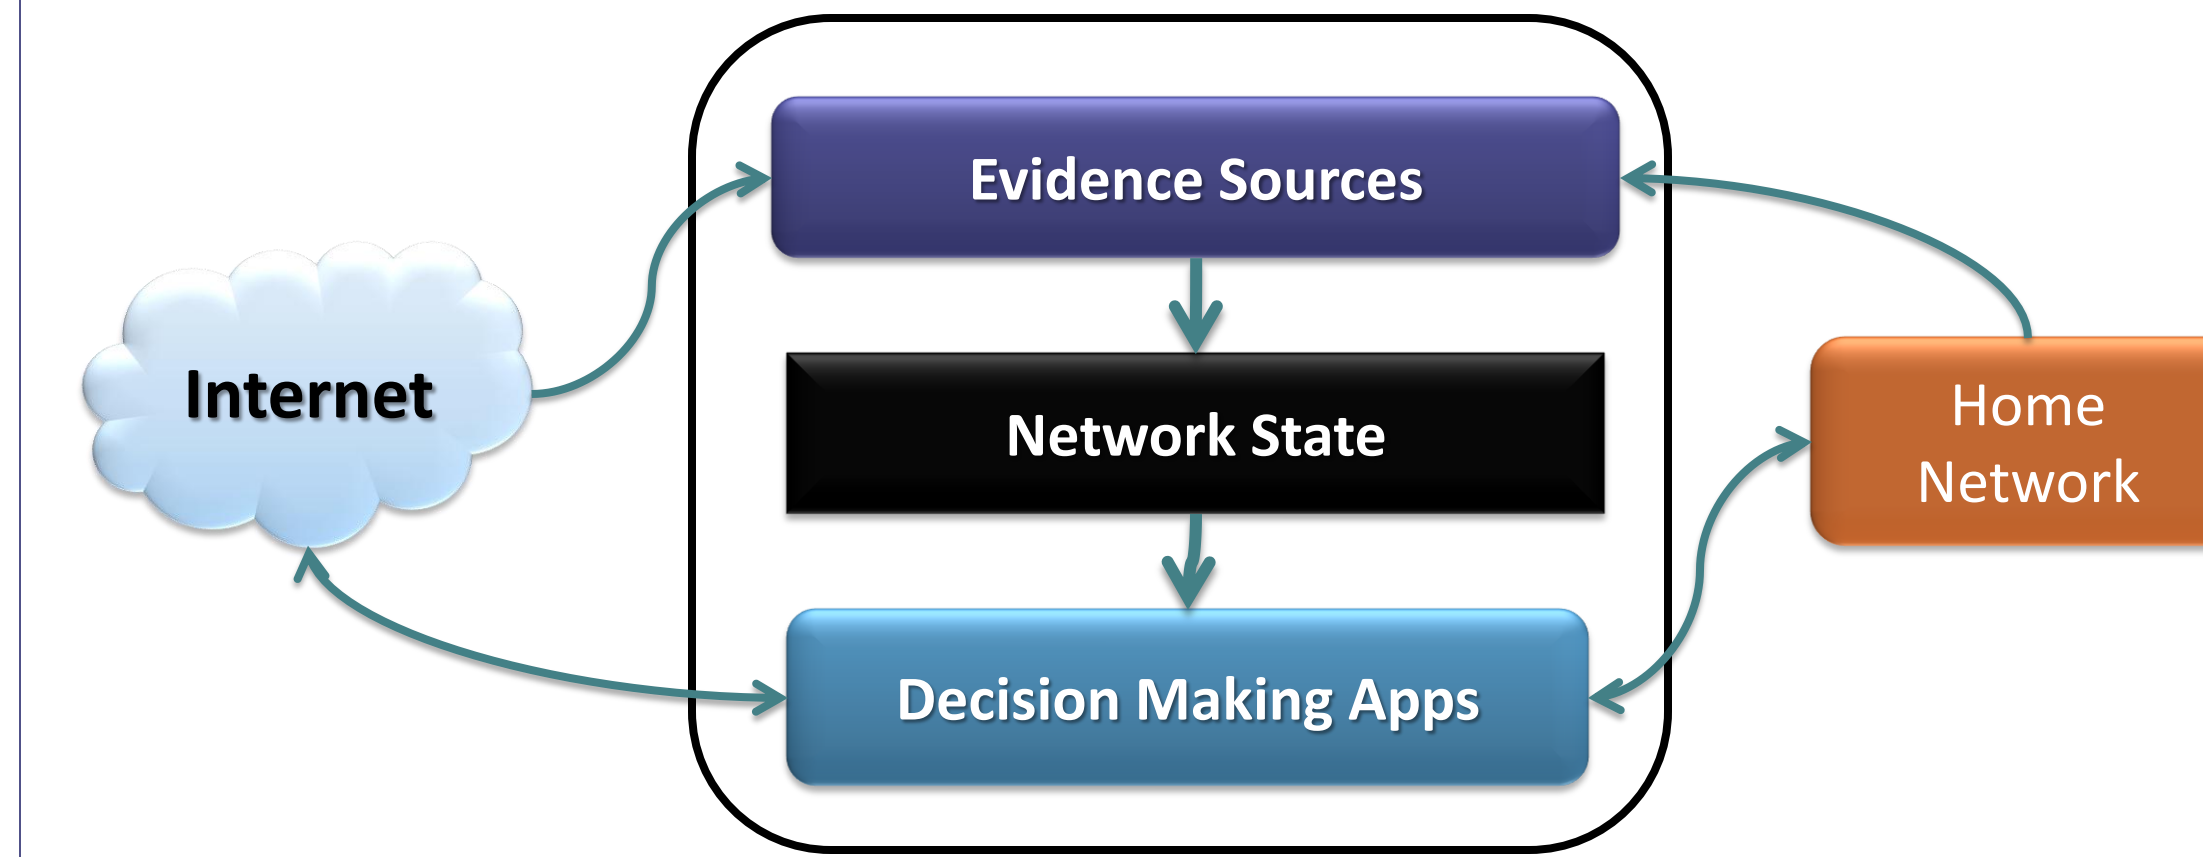 Evidence Sources
Internet
Network State
Home
Network
Decision Making Apps